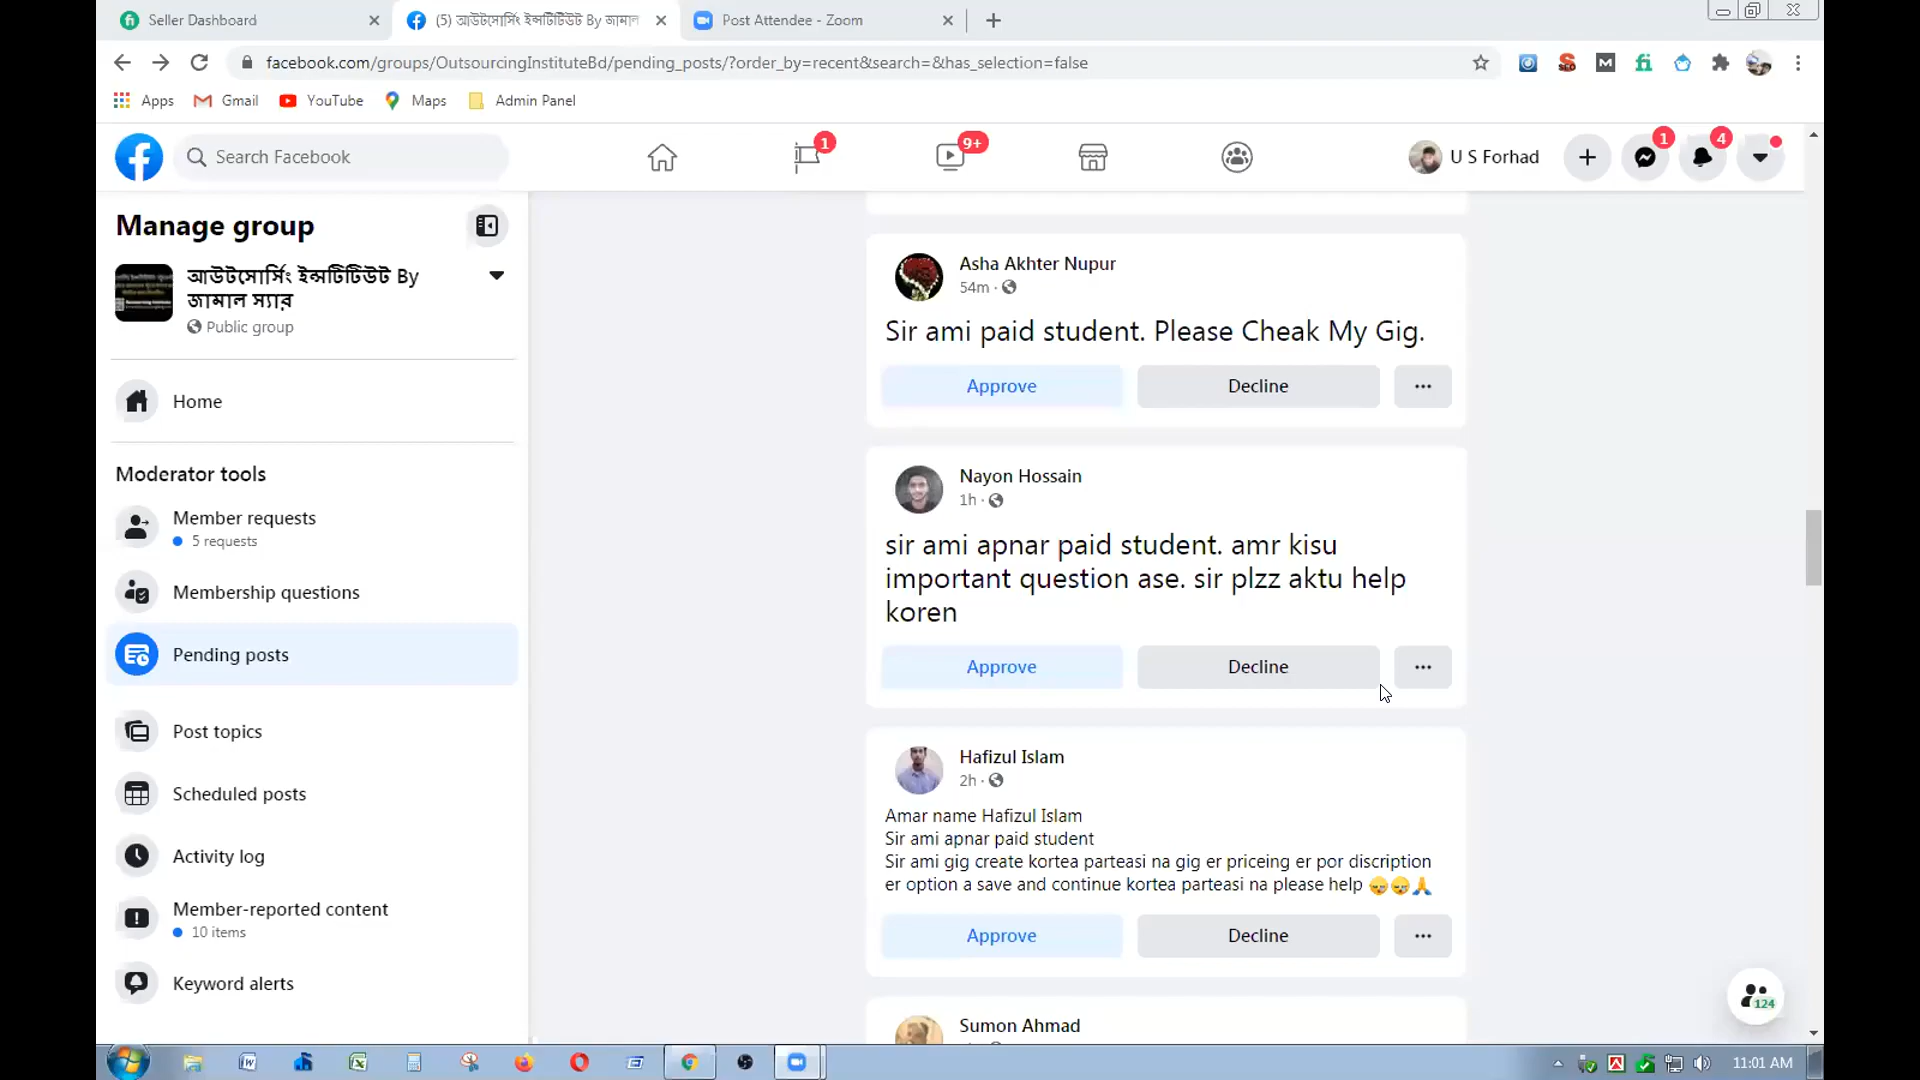 Seller Dashboard
(5) আউটসোর্সিং ইন্সটিটিউট By জামাল
Post Attendee - Zoom
facebook.com/groups/OutsourcingInstituteBd/pending_posts/?order_by=recent&search=&has_selection=false
SEO
M
fi
Apps
Gmail
YouTube
Maps
Admin Panel
Search Facebook
1
9+
U S Forhad
1
4
Manage group
আউটসোর্সিং ইন্সটিটিউট By
জামাল স্যার
Public group
Home
Moderator tools
Member requests
5 requests
Membership questions
Pending posts
Post topics
Scheduled posts
Activity log
Member-reported content
10 items
Keyword alerts
Asha Akhter Nupur
54m ·
Sir ami paid student. Please Cheak My Gig.
Approve
Decline
Nayon Hossain
1h ·
sir ami apnar paid student. amr kisu
important question ase. sir plzz aktu help
koren
Approve
Decline
Hafizul Islam
2h ·
Amar name Hafizul Islam
Sir ami apnar paid student
Sir ami gig create kortea parteasi na gig er priceing er por discription
er option a save and continue kortea parteasi na please help 😪😪🙏
Approve
Decline
Sumon Ahmad
124
11:01 AM